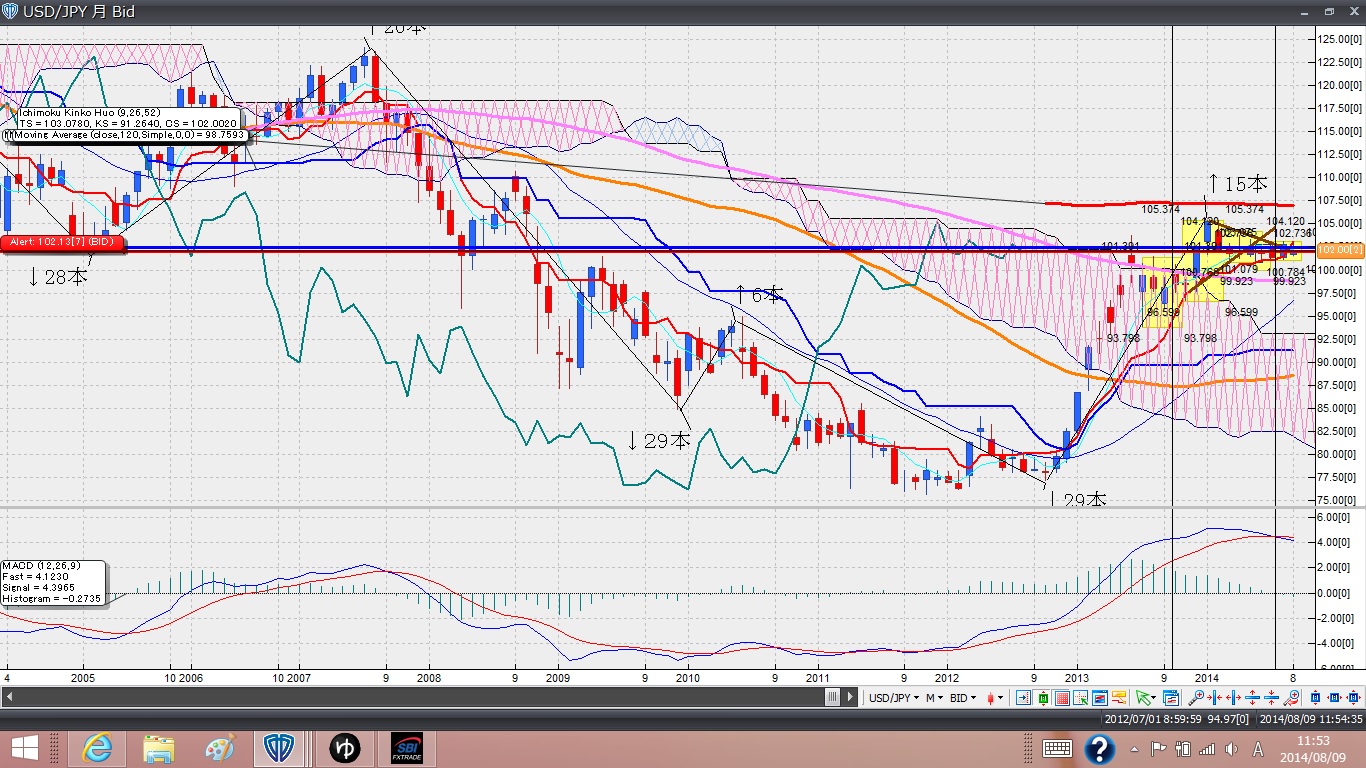 USD/JPY 月 Bid
↑20本
Ichimoku Kinko Huo (9,26,52)
TS = 103.0780, KS = 91.2640, CS = 102.0020
Moving Average (close,120,Simple,0,0) = 98.7593
Alert: 102.13[7] (BID)
↓28本
↓29本
↑6本
↓29本
↑15本
105.374 105.374
104.120 104.120
102.736
101.079
100.784
99.923 99.923
96.599 96.599
93.798 93.798
125.00[0]
122.50[0]
120.00[0]
117.50[0]
115.00[0]
112.50[0]
110.00[0]
107.50[0]
105.00[0]
102.00[2]
100.00[0]
97.50[0]
95.00[0]
92.50[0]
90.00[0]
87.50[0]
85.00[0]
82.50[0]
80.00[0]
77.50[0]
75.00[0]
MACD (12,26,9)
Fast = 4.1230
Signal = 4.3965
Histogram = -0.2735
6.00[0]
4.00[0]
2.00[0]
0.00[0]
-2.00[0]
-4.00[0]
-6.00[0]
4 2005 10 2006 10 2007 9 2008 9 2009 9 2010 9 2011 9 2012 9 2013 9 2014 8
USD/JPY M BID
2012/07/01 8:59:59 94.97[0] 2014/08/09 11:54:35
ゆ
SBI
FXTRADE
A
11:53
2014/08/09